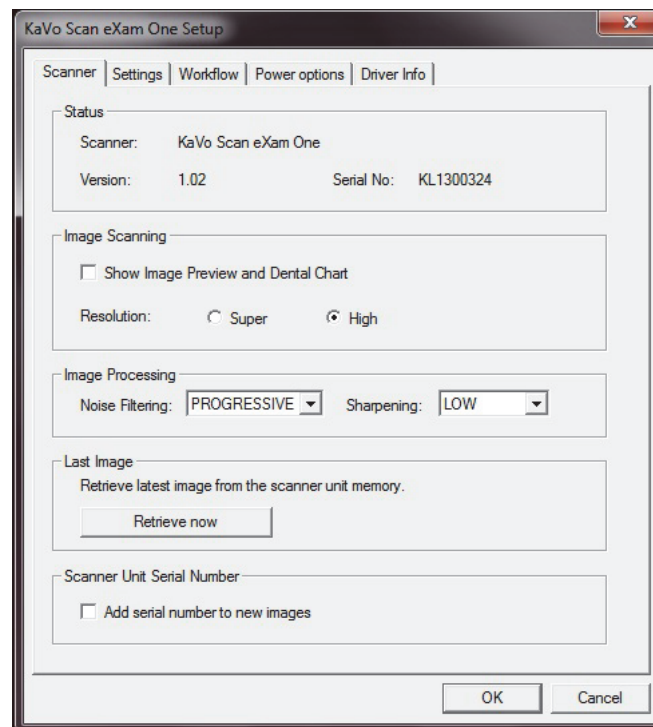 KaVo Scan eXam One Setup
Scanner Settings Workflow Power options Driver Info
Status
Scanner: KaVo Scan eXam One
Version: 1.02 Serial No: KL1300324
Image Scanning
Show Image Preview and Dental Chart
Resolution: Super High
Image Processing
Noise Filtering: PROGRESSIVE Sharpening: LOW
Last Image
Retrieve latest image from the scanner unit memory.
Retrieve now
Scanner Unit Serial Number
Add serial number to new images
OK Cancel